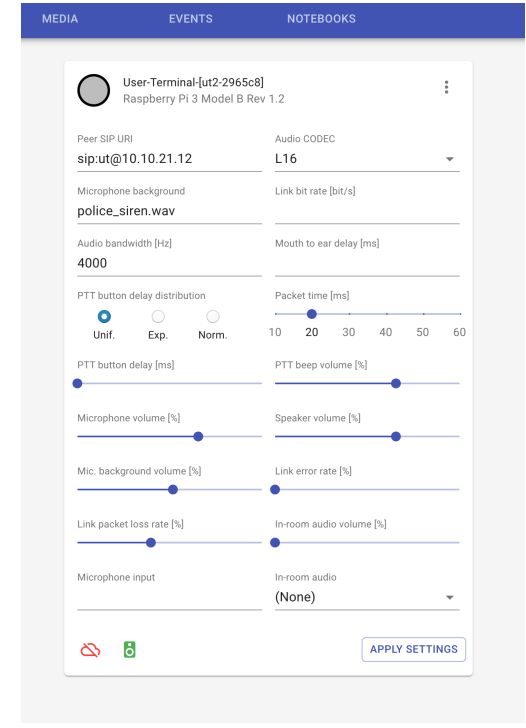 MEDIA EVENTS NOTEBOOKS
User-Terminal-[ut2-2965c8]
Raspberry Pi 3 Model B Rev 1.2
Peer SIP URI Audio CODEC
sip:ut@10.10.21.12 L16
Microphone background Link bit rate [bit/s]
police_siren.wav
Audio bandwidth [Hz] Mouth to ear delay [ms]
4000
PTT button delay distribution Packet time [ms]
Unif. Exp. Norm. 10 20 30 40 50 60
PTT button delay [ms] PTT beep volume [%]
Microphone volume [%] Speaker volume [%]
Mic. background volume [%] Link error rate [%]
Link packet loss rate [%] In-room audio volume [%]
Microphone input In-room audio
(None)
APPLY SETTINGS